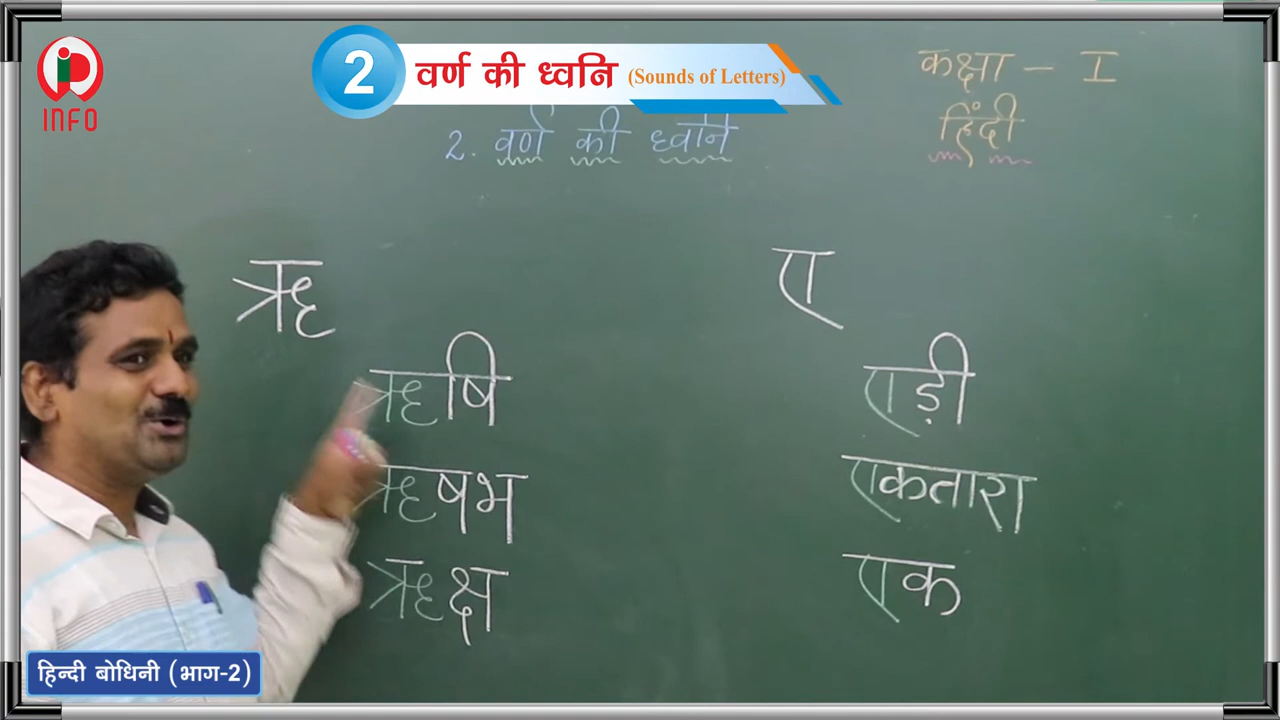 INFO
2 वर्ण की ध्वनि (Sounds of Letters)
कक्षा - I
हिंदी
2. वर्ण की ध्वनि
ऋ
ऋषि
ऋषभ
ऋक्ष
ए
एड़ी
एकतारा
एक
हिन्दी बोधिनी (भाग-2)